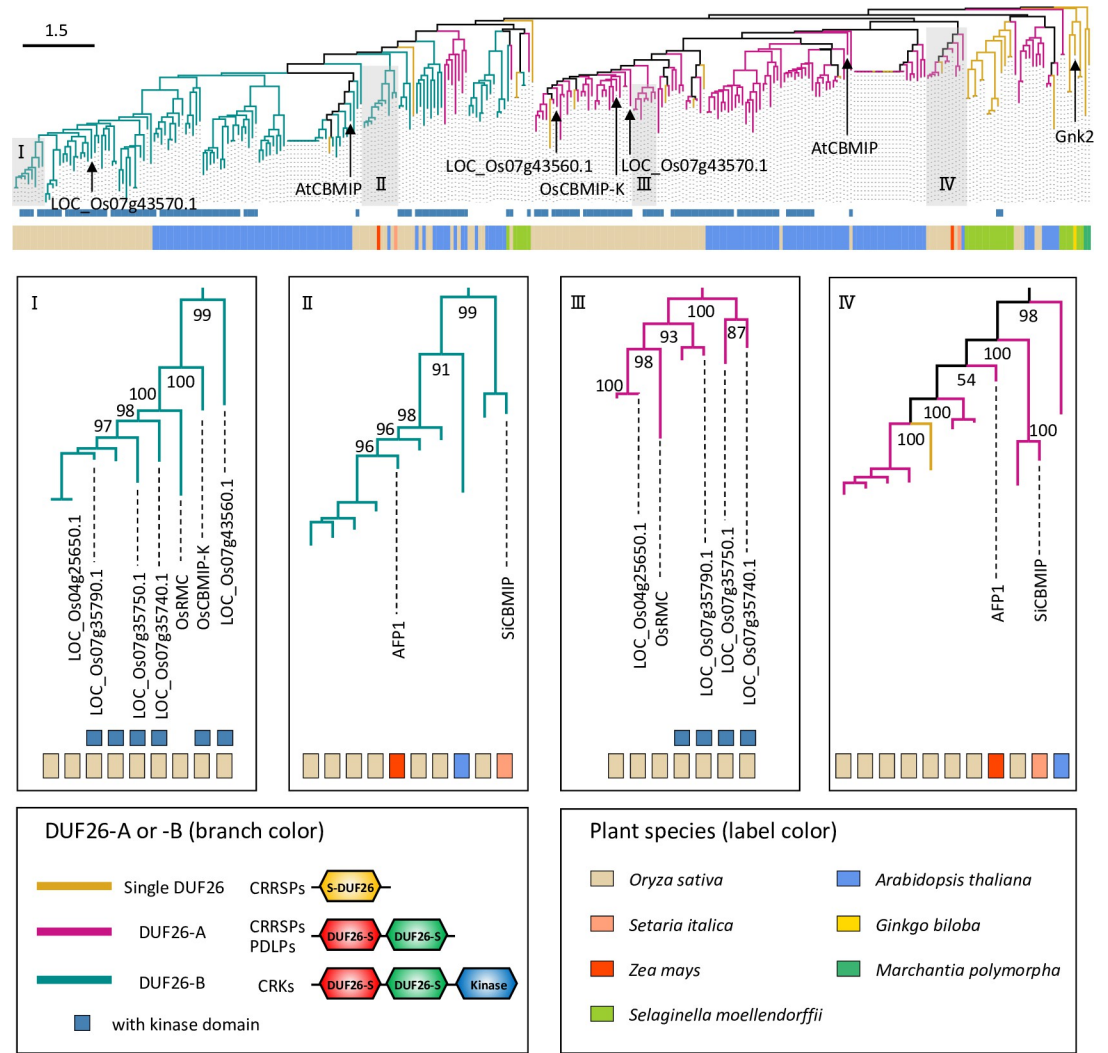 1.5
I
LOC_Os07g43570.1
AtCBMIP
II
LOC_Os07g43560.1
OsCBMIP-K
III
LOC_Os07g43570.1
AtCBMIP
IV
Gnk2
I
99
100
100
98
97
LOC_Os04g25650.1
LOC_Os07g35790.1
LOC_Os07g35750.1
LOC_Os07g35740.1
OsRMC
OsCBMIP-K
LOC_Os07g43560.1
II
99
91
98
96
96
AFP1
SiCBMIP
III
100
93
87
98
100
LOC_Os04g25650.1
OsRMC
LOC_Os07g35790.1
LOC_Os07g35750.1
LOC_Os07g35740.1
IV
98
100
54
100
100
100
AFP1
SiCBMIP
DUF26-A or -B (branch color)
Single DUF26
CRRSPs
S-DUF26
DUF26-A
CRRSPs
PDLPs
DUF26-S DUF26-S
DUF26-B
CRKs
DUF26-S DUF26-S Kinase
with kinase domain
Plant species (label color)
Oryza sativa
Setaria italica
Zea mays
Selaginella moellendorffii
Arabidopsis thaliana
Ginkgo biloba
Marchantia polymorpha